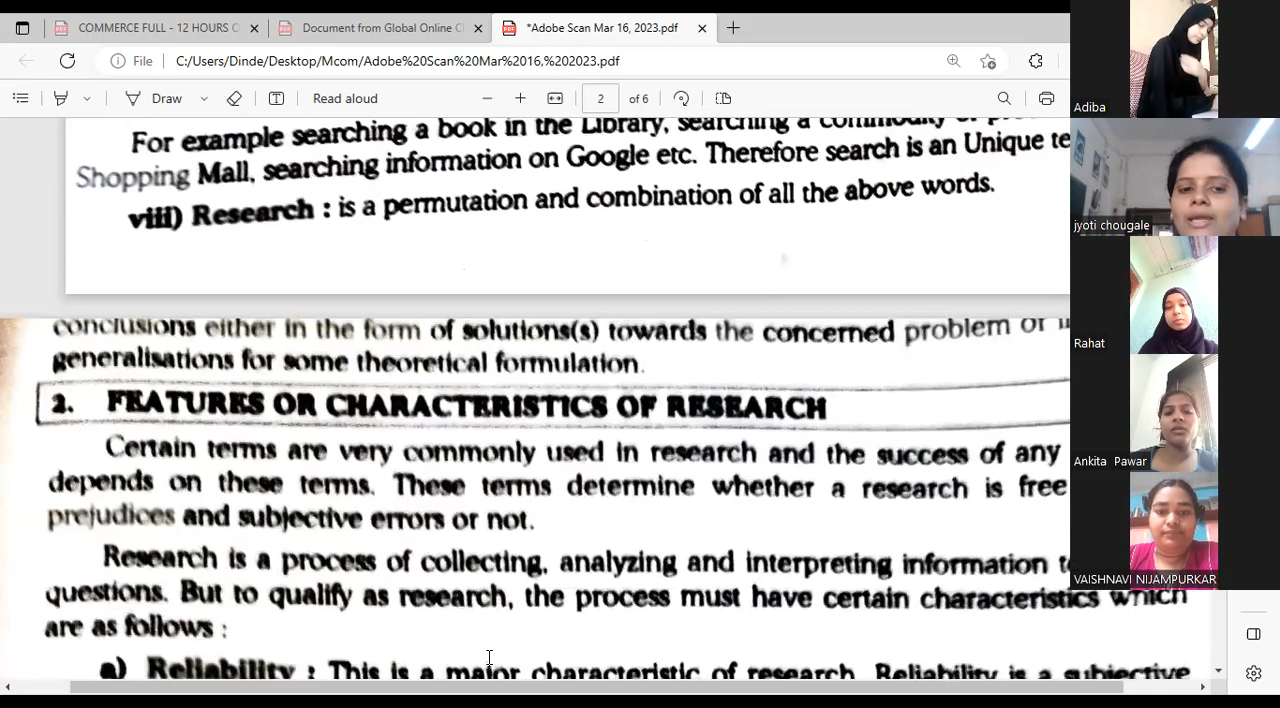 COMMERCE FULL - 12 HOURS C
Document from Global Online C
*Adobe Scan Mar 16, 2023.pdf
File
C:/Users/Dinde/Desktop/Mcom/Adobe%20Scan%20Mar%2016,%202023.pdf
Draw
Read aloud
2 of 6
For example searching a book in the Library, searching a commodity
Shopping Mall, searching information on Google etc. Therefore search is an Unique te
viii) Research : is a permutation and combination of all the above words.
conclusions either in the form of solutions(s) towards the concerned problem or i
generalisations for some theoretical formulation.
2. FEATURES OR CHARACTERISTICS OF RESEARCH
Certain terms are very commonly used in research and the success of any
depends on these terms. These terms determine whether a research is free
prejudices and subjective errors or not.
Research is a process of collecting, analyzing and interpreting information t
questions. But to qualify as research, the process must have certain characteristics which
are as follows :
a) Reliability : This is a major characteristic of research. Reliability is a subjective
Adiba
jyoti chougale
Rahat
Ankita Pawar
VAISHNAVI NIJAMPURKAR